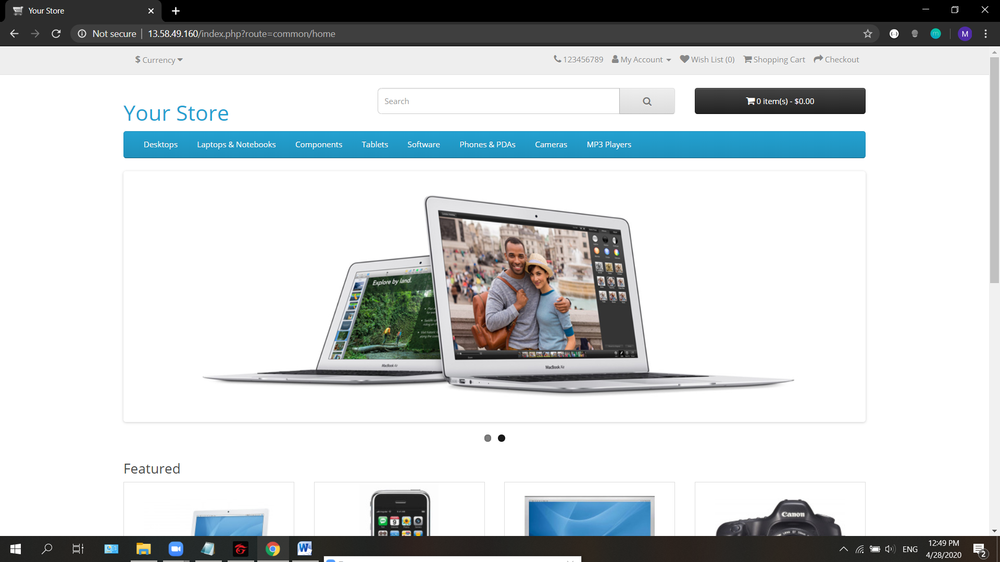 Your Store
Not secure
13.58.49.160/index.php?route=common/home
M
$ Currency
123456789
My Account
Wish List (0)
Shopping Cart
Checkout
Your Store
Search
0 item(s) - $0.00
Desktops
Laptops & Notebooks
Components
Tablets
Software
Phones & PDAs
Cameras
MP3 Players
Explore by land.
MacBook Air
MacBook Air
Featured
9
Canon
ENG
12:49 PM
4/28/2020
2